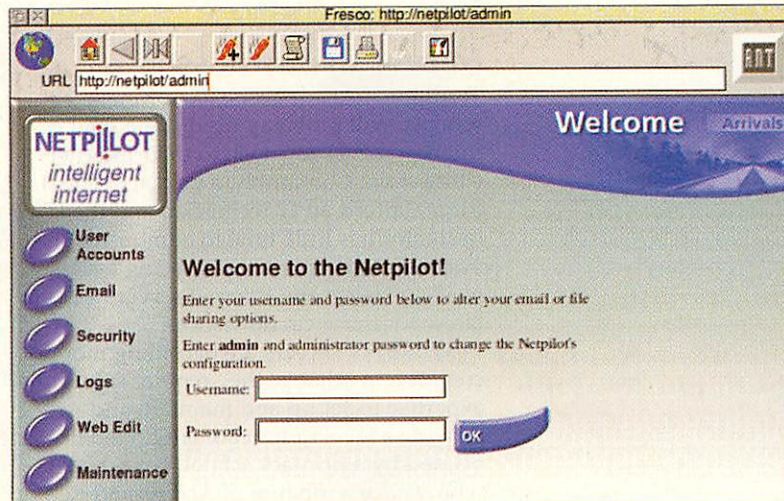 Fresco: http://netpilot/admin
URL http://netpilot/admin
ANT
NETPiLOT
intelligent
internet
Welcome
Arrivals
User
Accounts
Email
Security
Logs
Web Edit
Maintenance
Welcome to the Netpilot!
Enter your username and password below to alter your email or file
sharing options.
Enter admin and administrator password to change the Netpilot's
configuration.
Username:
Password:
OK